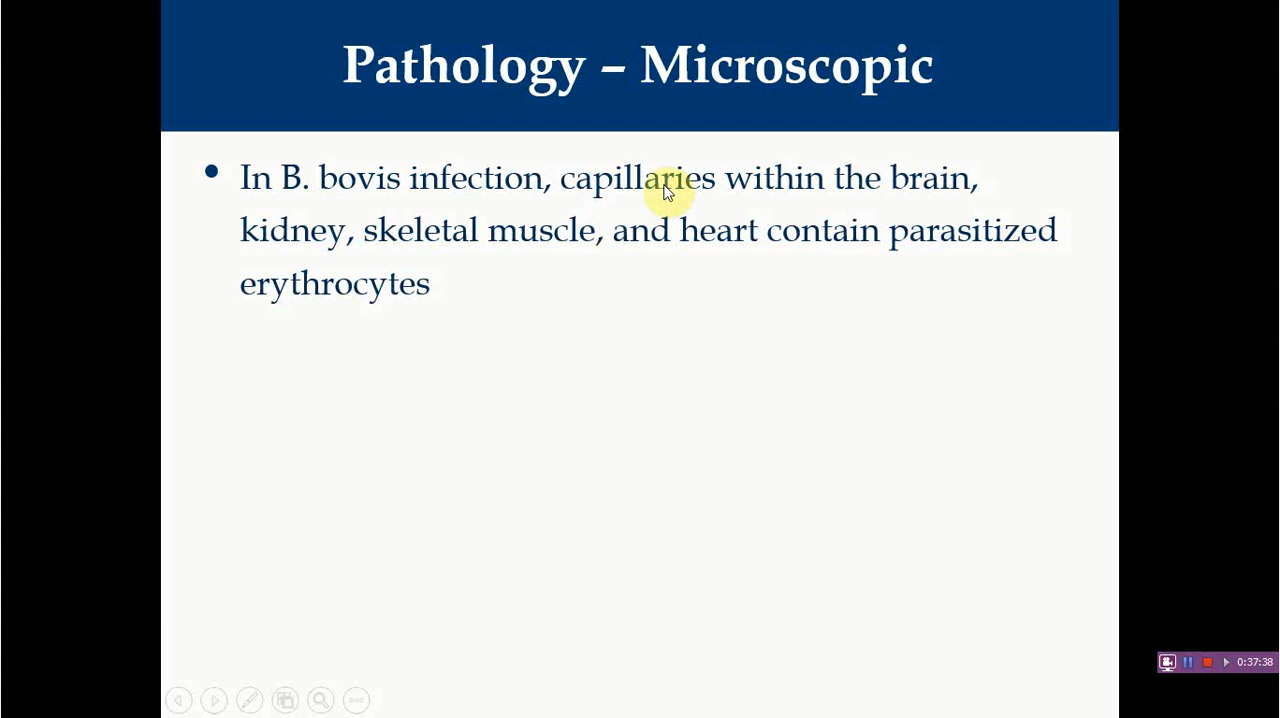 Pathology – Microscopic
• In B. bovis infection, capillaries within the brain,
kidney, skeletal muscle, and heart contain parasitized
erythrocytes
0:37:38